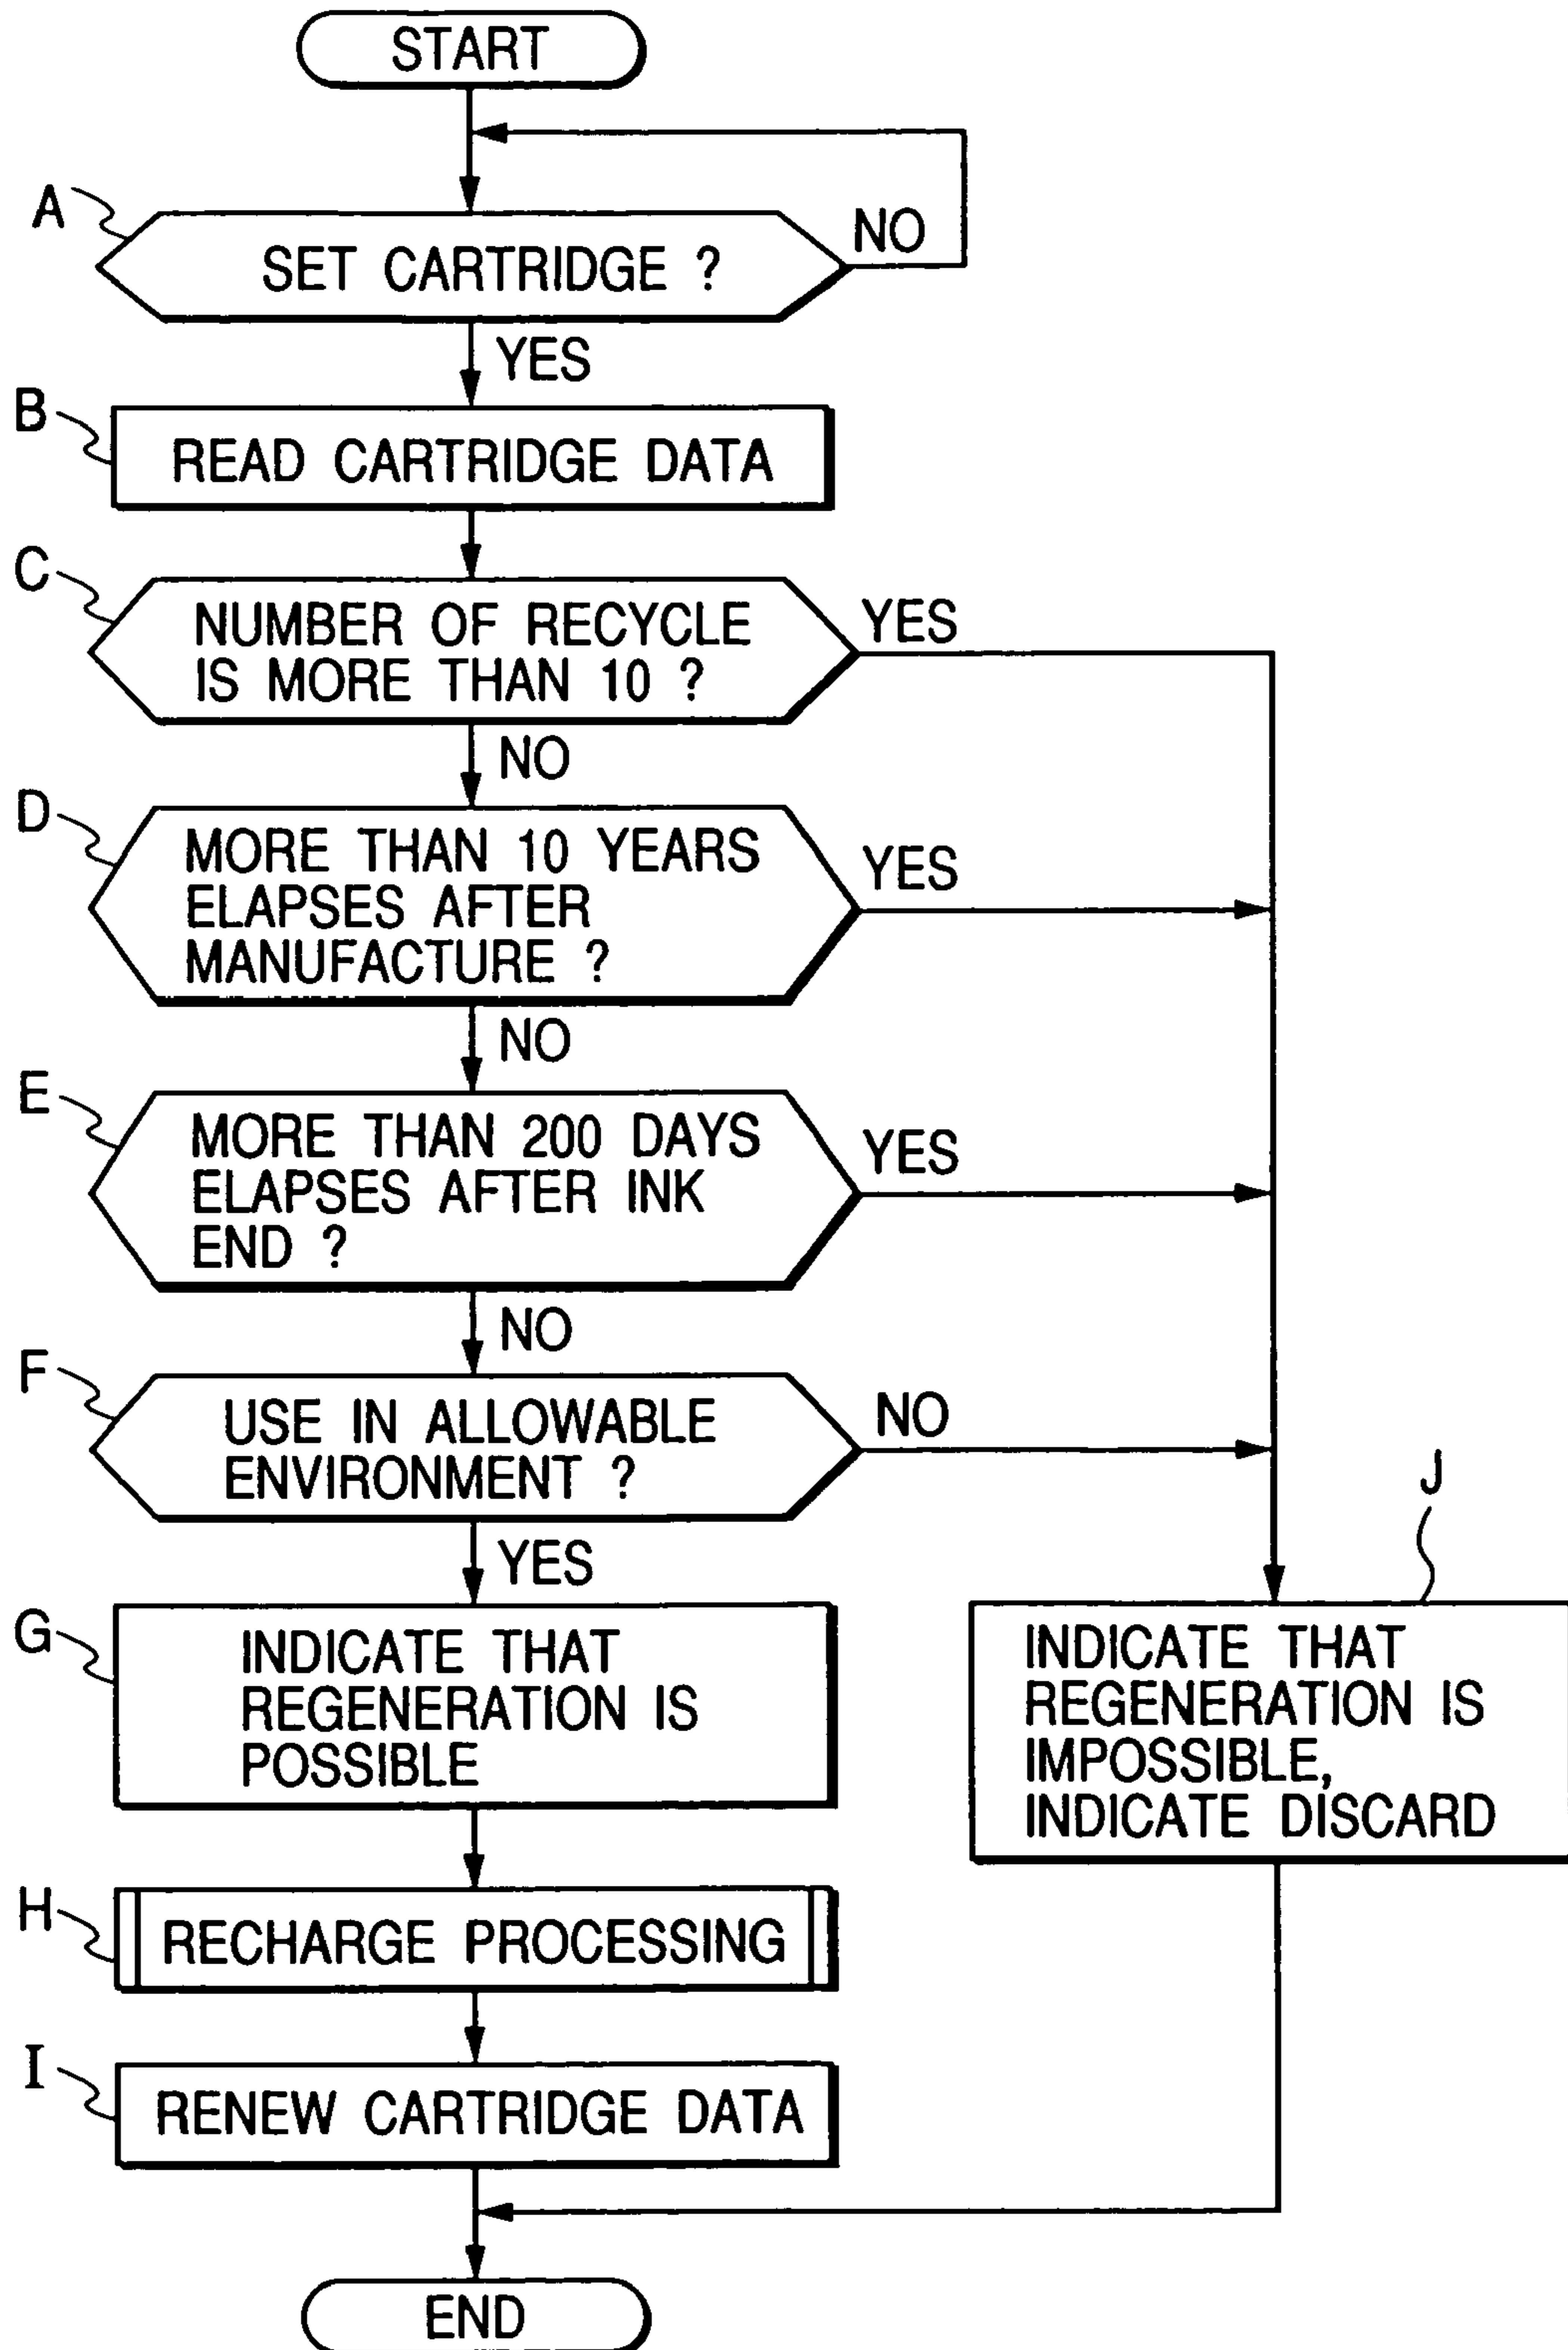 START
A
SET CARTRIDGE ?
NO
YES
B
READ CARTRIDGE DATA
C
NUMBER OF RECYCLE
IS MORE THAN 10 ?
YES
NO
D
MORE THAN 10 YEARS
ELAPSES AFTER
MANUFACTURE ?
YES
NO
E
MORE THAN 200 DAYS
ELAPSES AFTER INK
END ?
YES
NO
F
USE IN ALLOWABLE
ENVIRONMENT ?
NO
YES
G
INDICATE THAT
REGENERATION IS
POSSIBLE
J
INDICATE THAT
REGENERATION IS
IMPOSSIBLE,
INDICATE DISCARD
H
RECHARGE PROCESSING
I
RENEW CARTRIDGE DATA
END